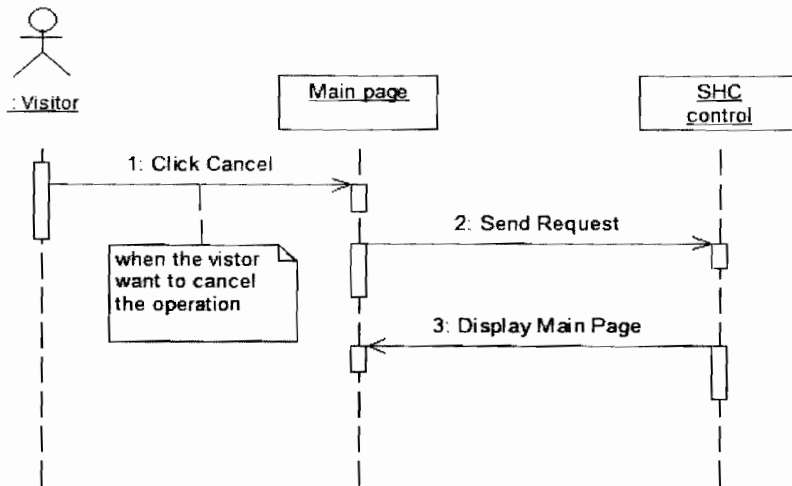 : Visitor
Main page
SHC
control
1: Click Cancel
2: Send Request
when the vistor
want to cancel
the operation
3: Display Main Page